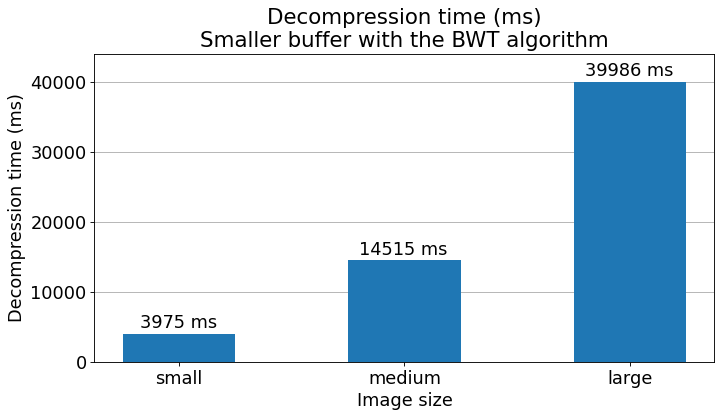 Decompression time (ms)
Smaller buffer with the BWT algorithm
Decompression time (ms)
40000
30000
20000
10000
0
3975 ms
14515 ms
39986 ms
small
medium
large
Image size